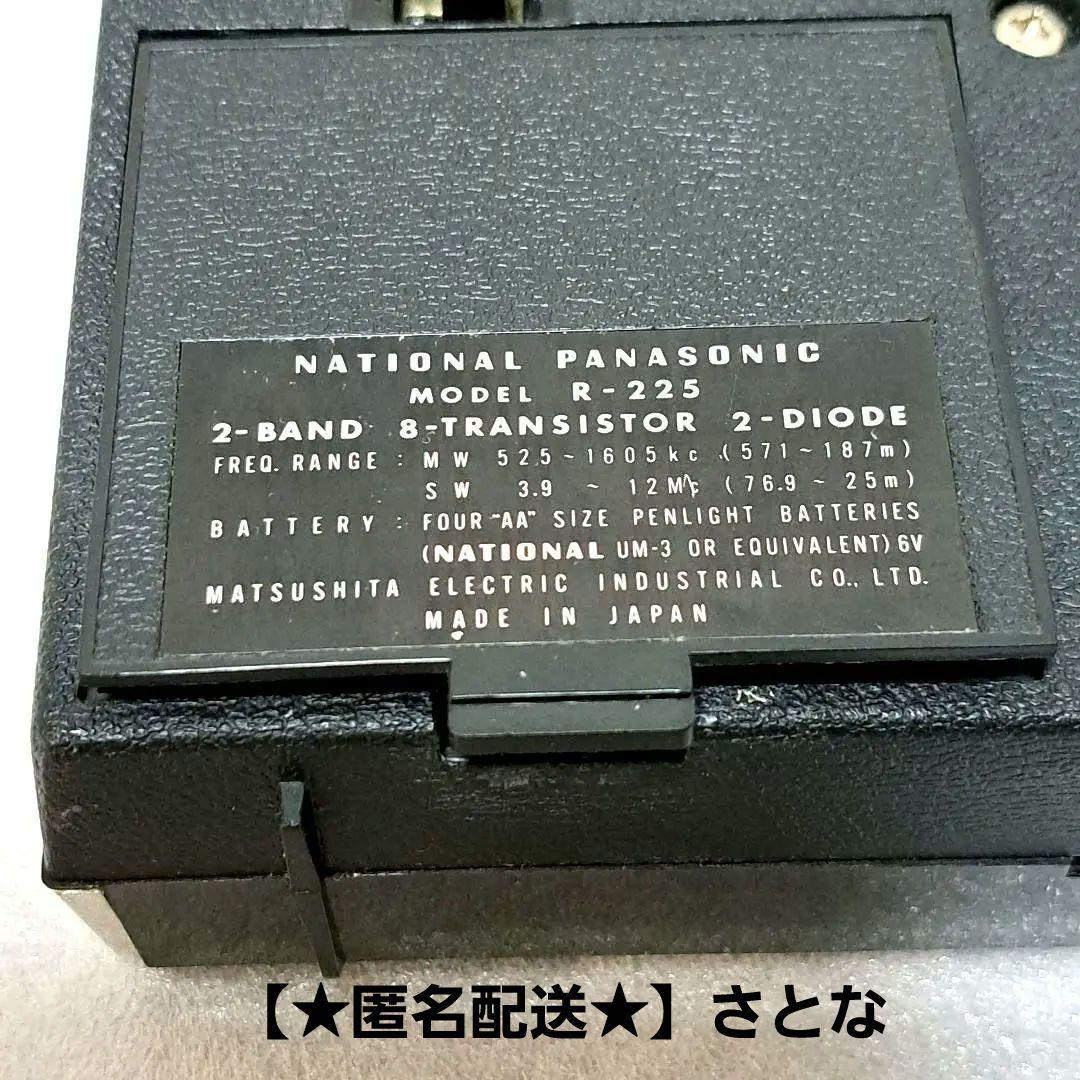 NATIONAL PANASONIC
MODEL R-225
2-BAND 8-TRANSISTOR 2-DIODE
FREQ. RANGE : MW 525~1605kc (571~187m)
SW 3.9 ~ 12Mc (76.9 ~ 25m)
BATTERY : FOUR "AA" SIZE PENLIGHT BATTERIES
(NATIONAL UM-3 OR EQUIVALENT) 6V
MATSUSHITA ELECTRIC INDUSTRIAL CO., LTD.
MADE IN JAPAN
【★匿名配送★】さとな